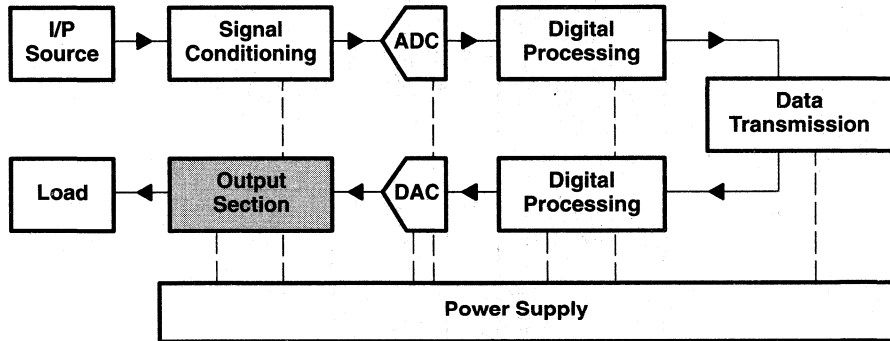 I/P
Source
Signal
Conditioning
ADC
Digital
Processing
Data
Transmission
Load
Output
Section
DAC
Digital
Processing
Power Supply